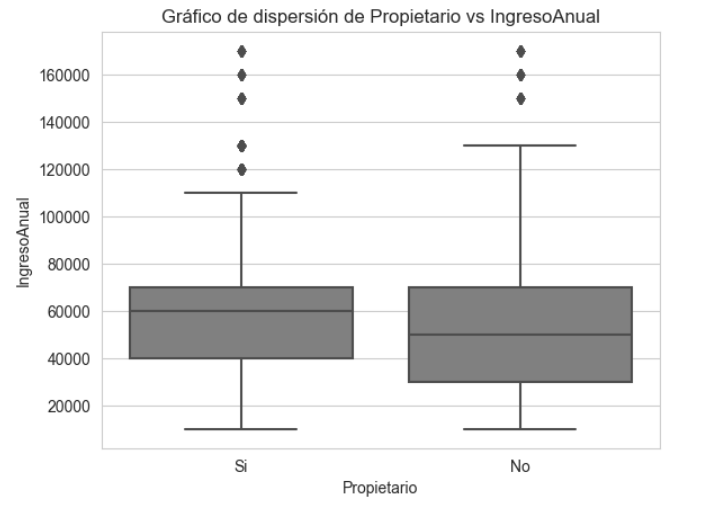 Gráfico de dispersión de Propietario vs IngresoAnual
160000
140000
120000
100000
80000
60000
40000
20000
IngresoAnual
Si
No
Propietario